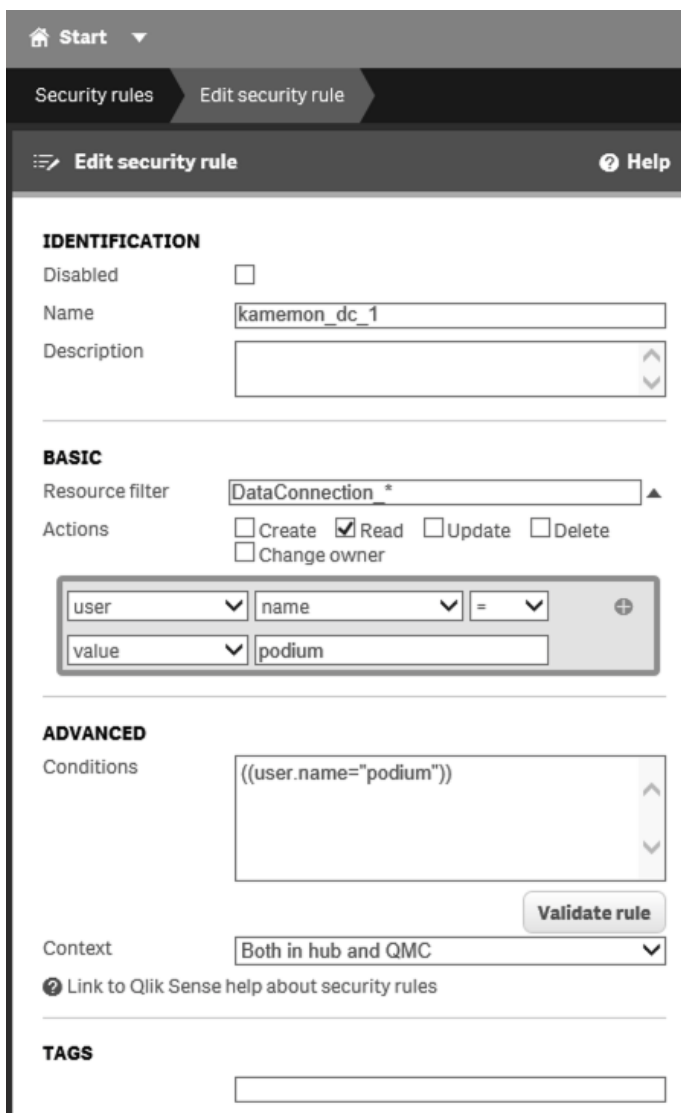 Start
Security rules Edit security rule
Edit security rule Help
IDENTIFICATION
Disabled
Name kamemon_dc_1
Description
BASIC
Resource filter DataConnection_*
Actions Create Read Update Delete
Change owner
user name =
value podium
ADVANCED
Conditions ((user.name="podium"))
Validate rule
Context Both in hub and QMC
Link to Qlik Sense help about security rules
TAGS